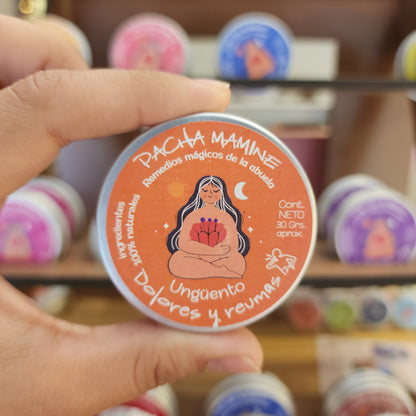 PACHA MAMINE
Remedios mágicos de la abuela
Ingredientes
100% naturales
Cont.
NETO
30 Grs.
aprox.
Ungüento
Dolores y reumas